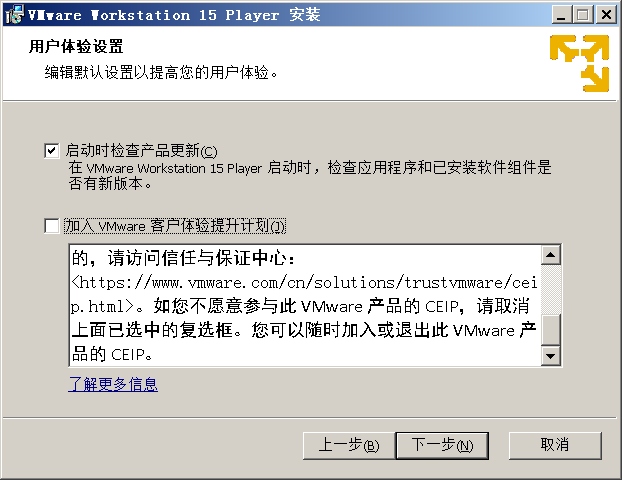 VMware Workstation 15 Player 安装
用户体验设置
编辑默认设置以提高您的用户体验。
启动时检查产品更新(C)
在 VMware Workstation 15 Player 启动时，检查应用程序和已安装软件组件是
否有新版本。
加入 VMware 客户体验提升计划(J)
的，请访问信任与保证中心：
<https://www.vmware.com/cn/solutions/trustvmware/cei
p.html>。如您不愿意参与此 VMware 产品的 CEIP，请取消
上面已选中的复选框。您可以随时加入或退出此 VMware 产
品的 CEIP。
了解更多信息
上一步(B)
下一步(N)
取消